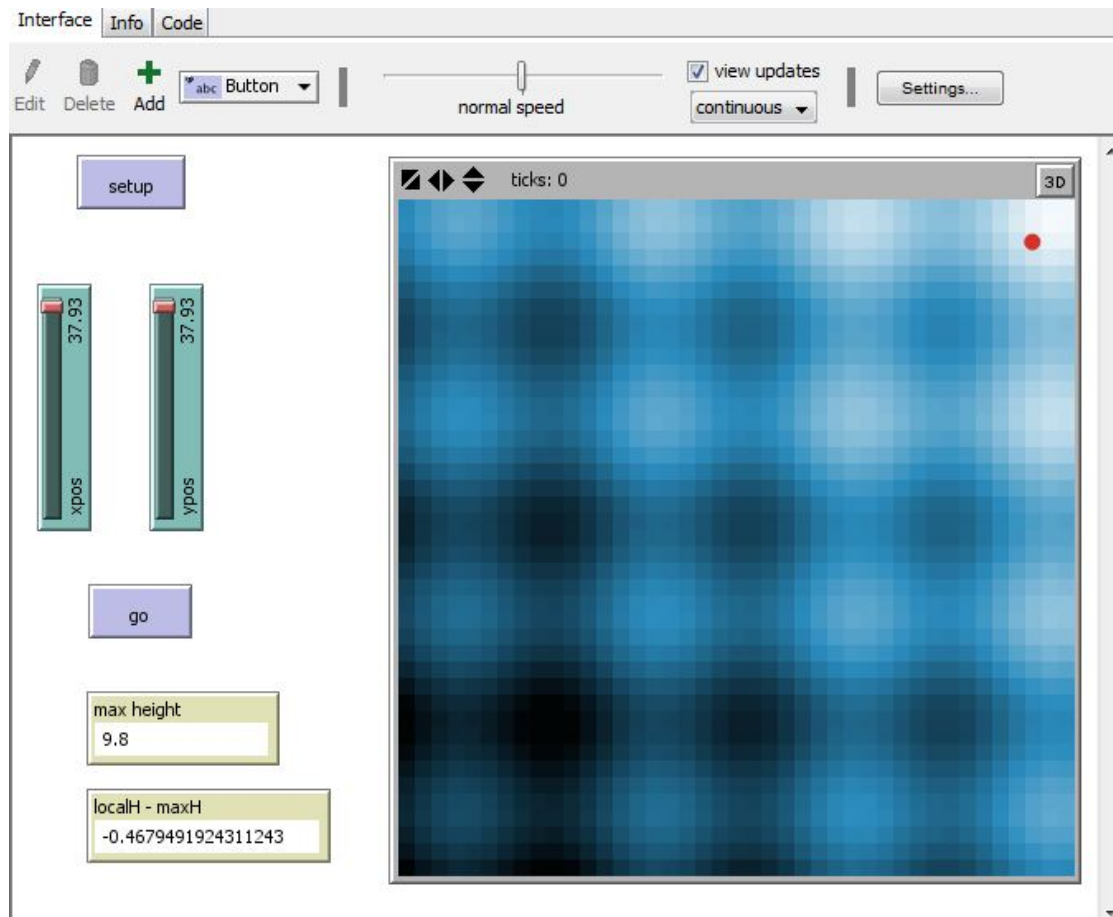 Interface Info Code
Edit Delete Add abc Button normal speed view updates continuous Settings...
setup
ticks: 0 3D
37.93 37.93
xpos ypos
go
max height
9.8
localH - maxH
-0.4679491924311243